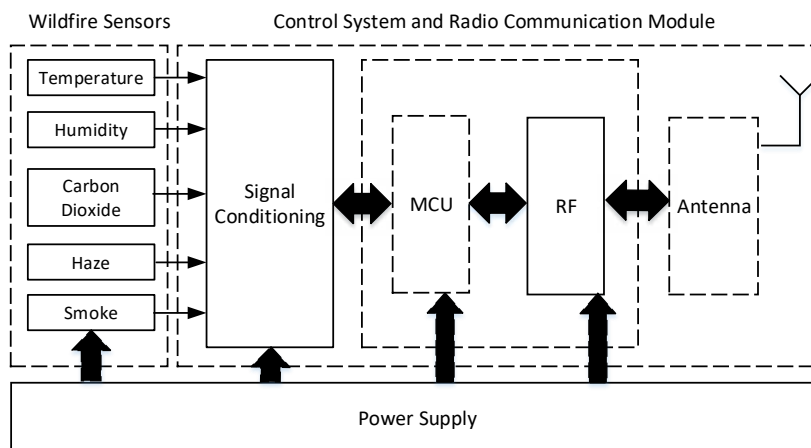 Wildfire Sensors
Control System and Radio Communication Module
Temperature
Humidity
Carbon
Dioxide
Haze
Smoke
Signal
Conditioning
MCU
RF
Antenna
Power Supply